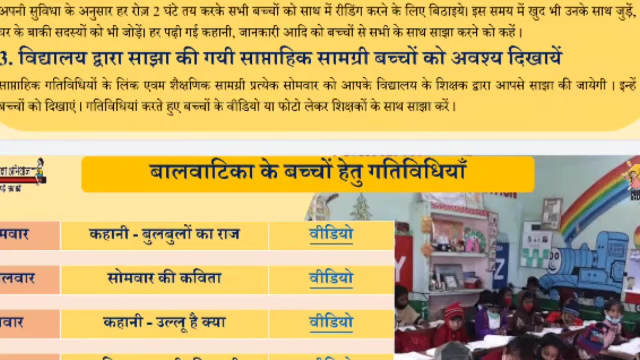 अपनी सुविधा के अनुसार हर रोज़ 2 घंटे तय करके सभी बच्चों को साथ में रीडिंग करने के लिए बिठाइये। इस समय में खुद भी उनके साथ जुड़ें,
घर के बाकी सदस्यों को भी जोड़ें। हर पढ़ी गई कहानी, जानकारी आदि को बच्चों से सभी के साथ साझा करने को कहें।
3. विद्यालय द्वारा साझा की गयी साप्ताहिक सामग्री बच्चों को अवश्य दिखायें
साप्ताहिक गतिविधियों के लिंक एवम शैक्षणिक सामग्री प्रत्येक सोमवार को आपके विद्यालय के शिक्षक द्वारा आपसे साझा की जायेगी । इन्हें
बच्चों को दिखाएं । गतिविधियां करते हुए बच्चों के वीडियो या फोटो लेकर शिक्षकों के साथ साझा करें ।
बालवाटिका के बच्चों हेतु गतिविधियाँ
मवार कहानी - बुलबुलों का राज वीडियो
लवार सोमवार की कविता वीडियो
वार कहानी - उल्लू है क्या वीडियो